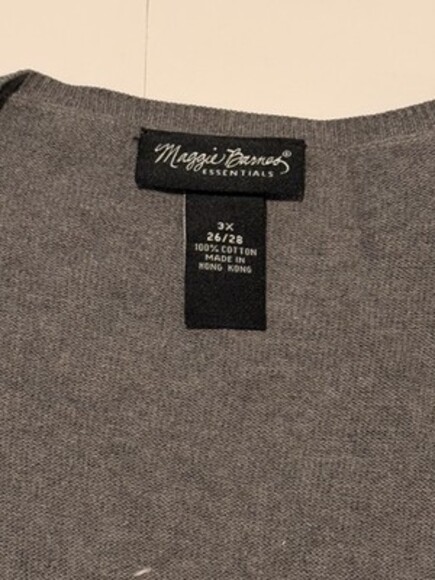 Maggie Barnes®
ESSENTIALS
3X
26/28
100% COTTON
MADE IN
HONG KONG